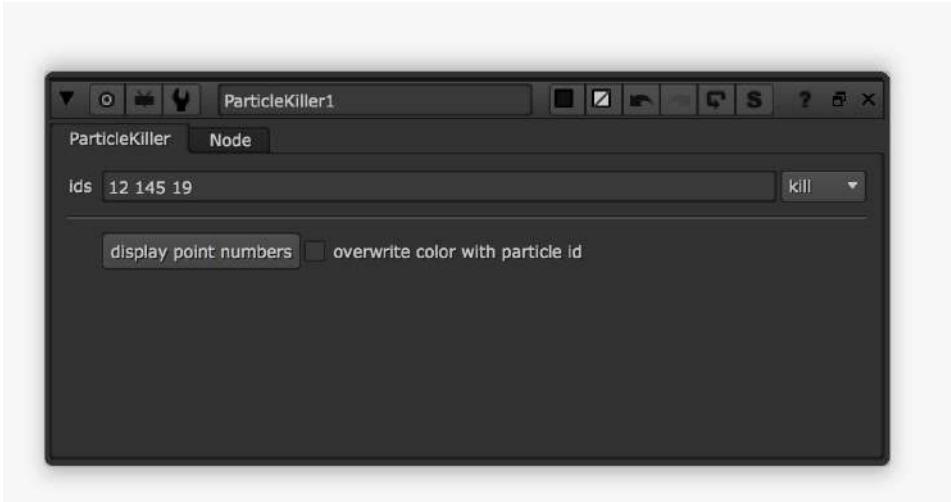 ParticleKiller1 S ?
ParticleKiller Node
ids 12 145 19 kill
display point numbers overwrite color with particle id